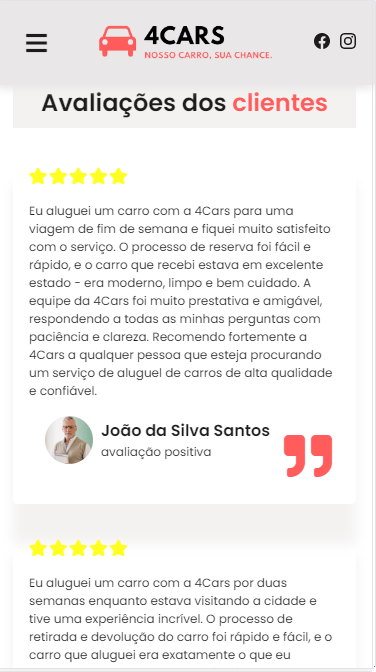 4CARS
NOSSO CARRO, SUA CHANCE.
Avaliações dos clientes
Eu aluguei um carro com a 4Cars para uma
viagem de fim de semana e fiquei muito satisfeito
com o serviço. O processo de reserva foi fácil e
rápido, e o carro que recebi estava em excelente
estado - era moderno, limpo e bem cuidado. A
equipe da 4Cars foi muito prestativa e amigável,
respondendo a todas as minhas perguntas com
paciência e clareza. Recomendo fortemente a
4Cars a qualquer pessoa que esteja procurando
um serviço de aluguel de carros de alta qualidade
e confiável.
João da Silva Santos
avaliação positiva
Eu aluguei um carro com a 4Cars por duas
semanas enquanto estava visitando a cidade e
tive uma experiência incrível. O processo de
retirada e devolução do carro foi rápido e fácil, e o
carro que aluguei era exatamente o que eu